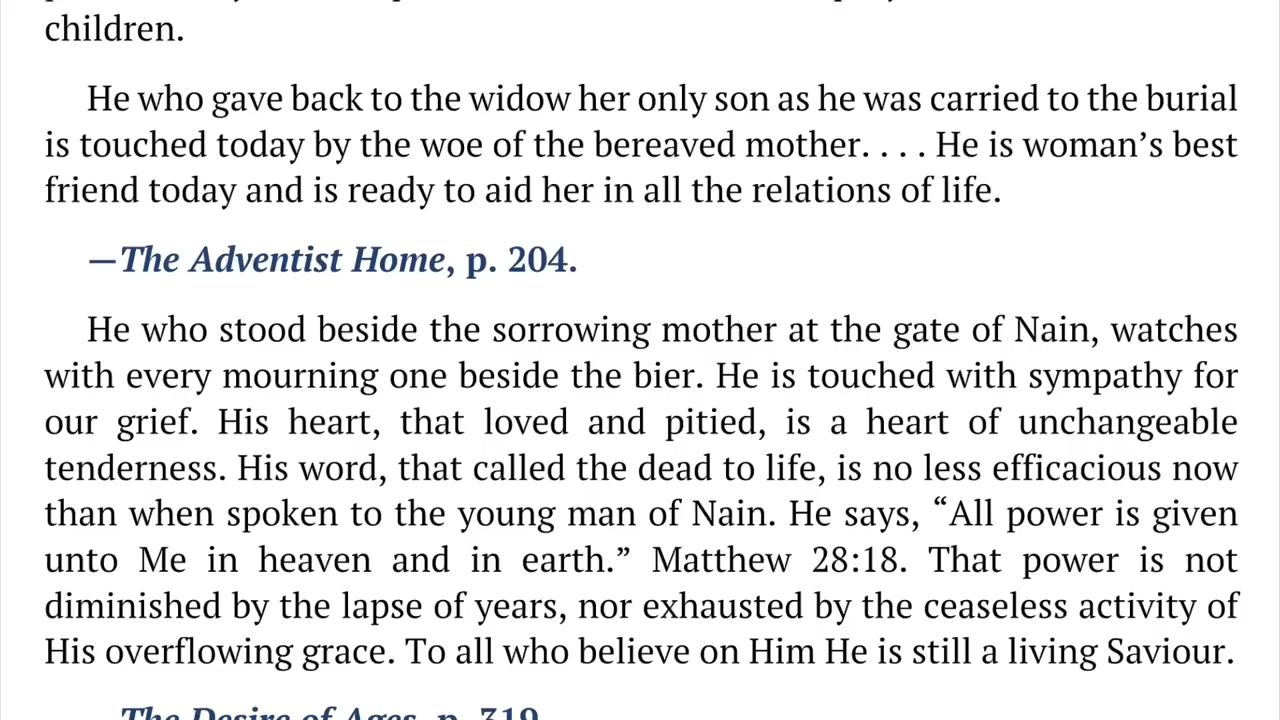 children.
He who gave back to the widow her only son as he was carried to the burial
is touched today by the woe of the bereaved mother. . . . He is woman’s best
friend today and is ready to aid her in all the relations of life.
—The Adventist Home, p. 204.
He who stood beside the sorrowing mother at the gate of Nain, watches
with every mourning one beside the bier. He is touched with sympathy for
our grief. His heart, that loved and pitied, is a heart of unchangeable
tenderness. His word, that called the dead to life, is no less efficacious now
than when spoken to the young man of Nain. He says, “All power is given
unto Me in heaven and in earth.” Matthew 28:18. That power is not
diminished by the lapse of years, nor exhausted by the ceaseless activity of
His overflowing grace. To all who believe on Him He is still a living Saviour.
The Desire of Ages, p. 319